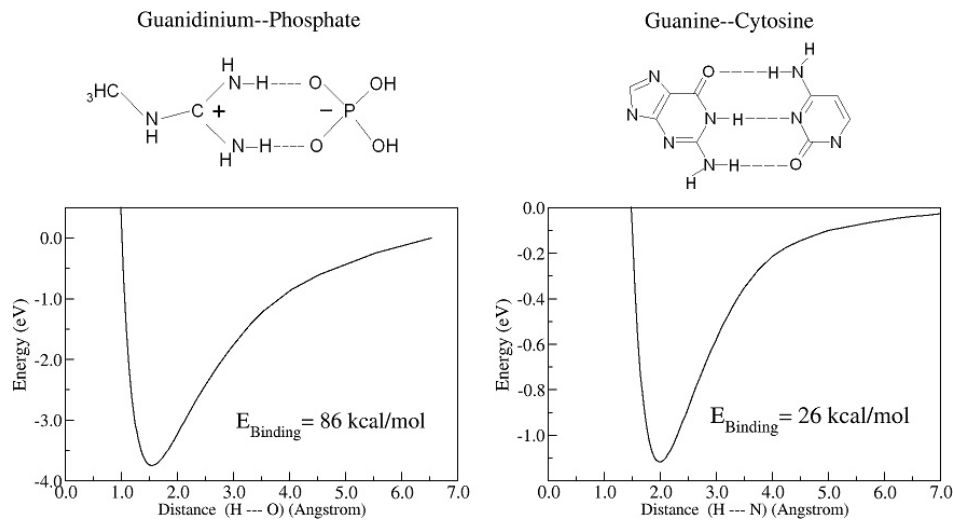 Guanidinium--Phosphate
H
3HC
N-H
O
OH
C
+
−
P
N
H
N-H
O
OH
H
0.0
-1.0
-2.0
-3.0
-4.0
Energy (eV)
E Binding = 86 kcal/mol
0.0 1.0 2.0 3.0 4.0 5.0 6.0 7.0
Distance (H --- O) (Angstrom)
Guanine--Cytosine
H
N
O
H-N
N
N
N-H
N
N
O
N
N-H
H
0.0
-0.2
-0.4
-0.6
-0.8
-1.0
Energy (eV)
E Binding = 26 kcal/mol
0.0 1.0 2.0 3.0 4.0 5.0 6.0 7.0
Distance (H --- N) (Angstrom)